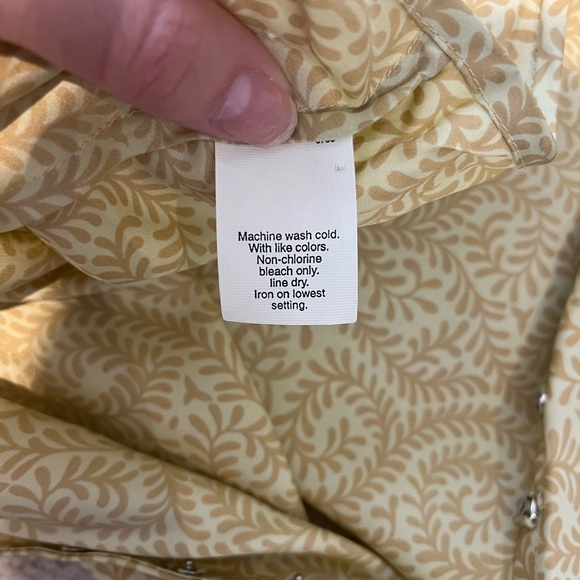 Machine wash cold.
With like colors.
Non-chlorine
bleach only.
line dry.
Iron on lowest
setting.